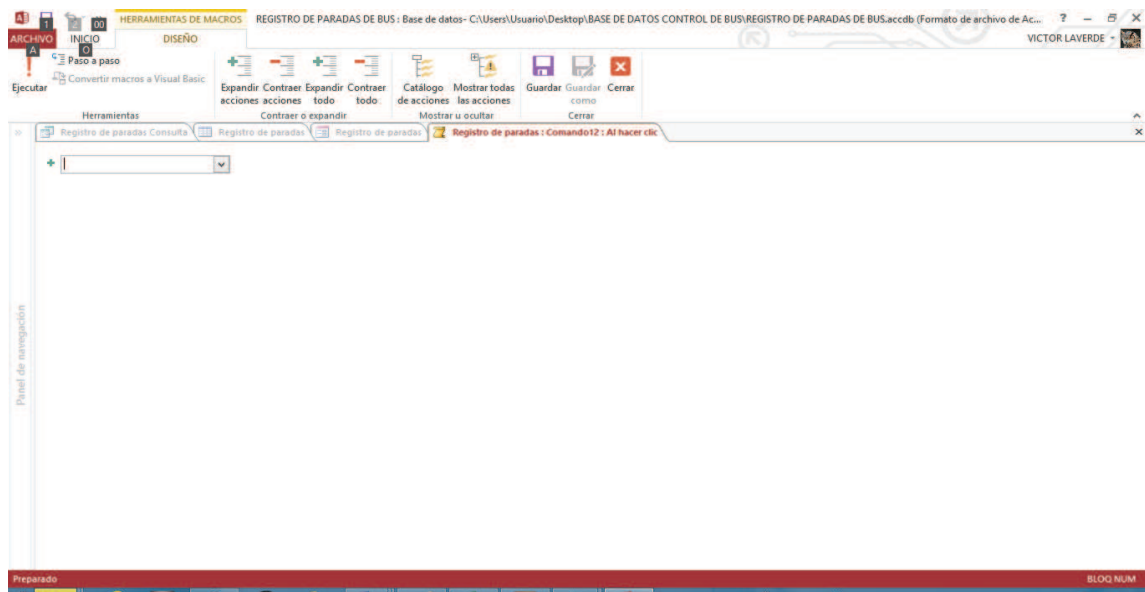 HERRAMIENTAS DE MACROS REGISTRO DE PARADAS DE BUS : Base de datos- C:\Users\Usuario\Desktop\BASE DE DATOS CONTROL DE BUS\REGISTRO DE PARADAS DE BUS.accdb (Formato de archivo de Ac... ?
1 00
ARCHIVO INICIO DISEÑO VICTOR LAVERDE
A O
Paso a paso
Convertir macros a Visual Basic
Ejecutar
Expandir Contraer Expandir Contraer Catálogo Mostrar todas Guardar Guardar Cerrar
acciones acciones todo todo de acciones las acciones como
Herramientas Contraer o expandir Mostrar u ocultar Cerrar
Registro de paradas Consulta Registro de paradas Registro de paradas Registro de paradas : Comando12 : Al hacer clic
Panel de navegación
Preparado BLOQ NUM